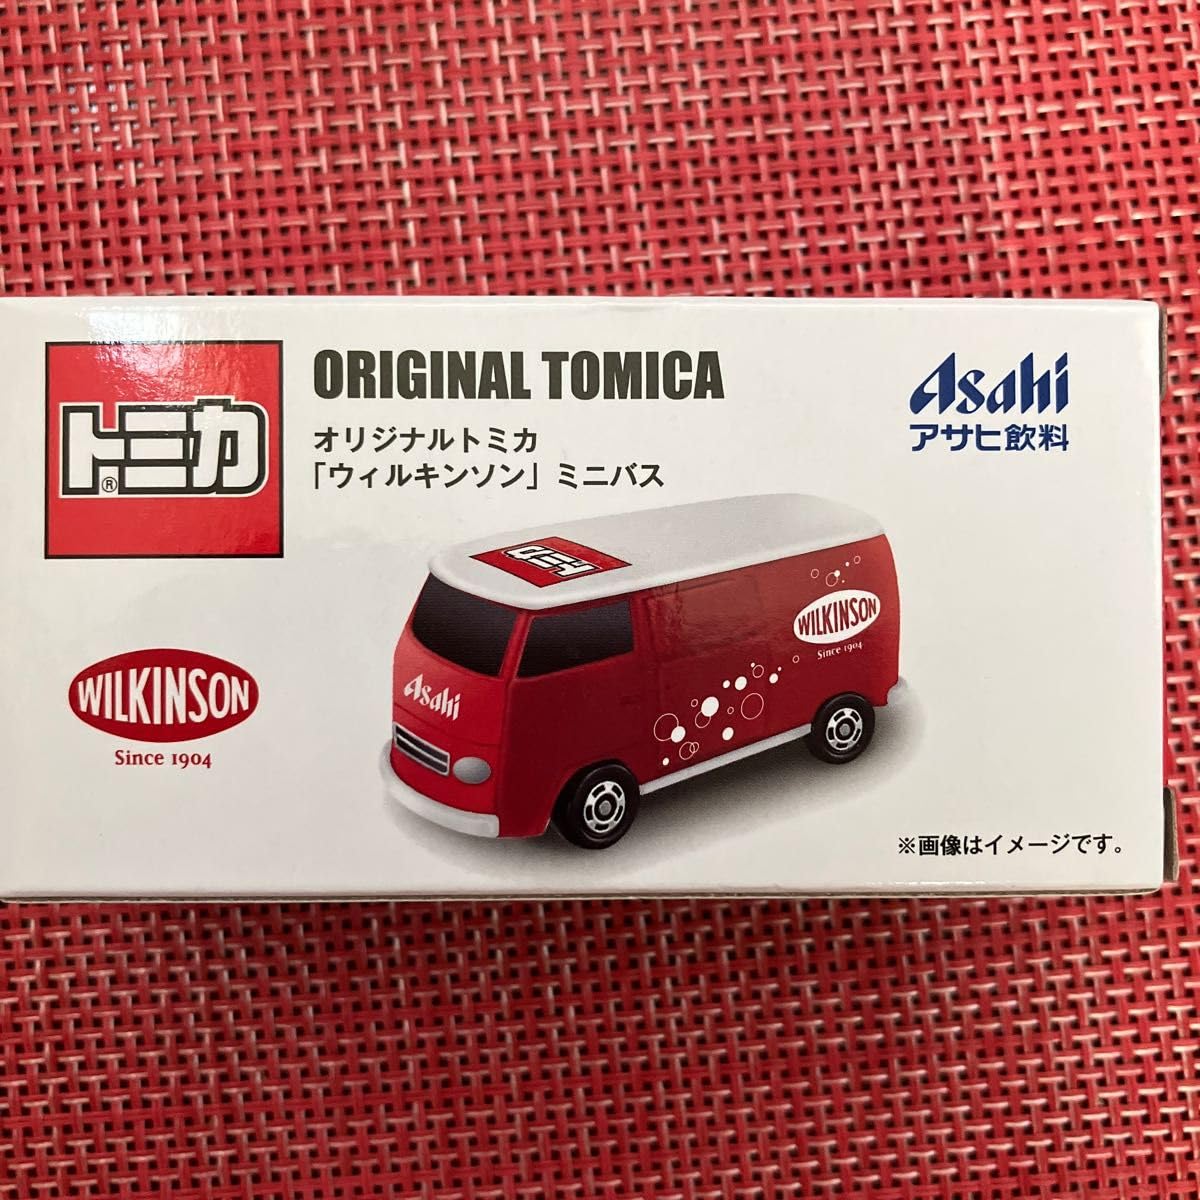 トミカ®
ORIGINAL TOMICA
オリジナルトミカ
「ウィルキンソン」ミニバス
Asahi
アサヒ飲料
WILKINSON
Since 1904
トミカ
Asahi
WILKINSON
Since 1904
※画像はイメージです。